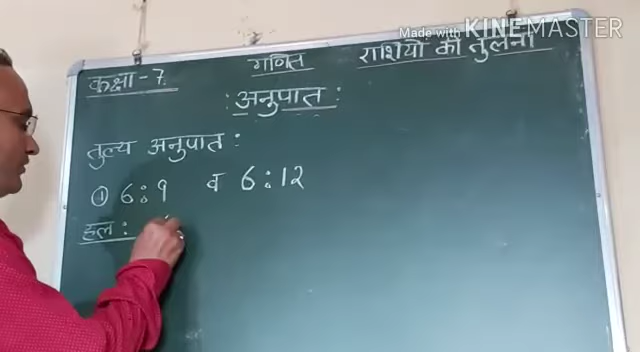 Made with KINEMASTER
कक्षा - 7 गणित राशियों की तुलना
: अनुपात :
तुल्य अनुपात :
① 6 : 9 व 6 : 12
हल :